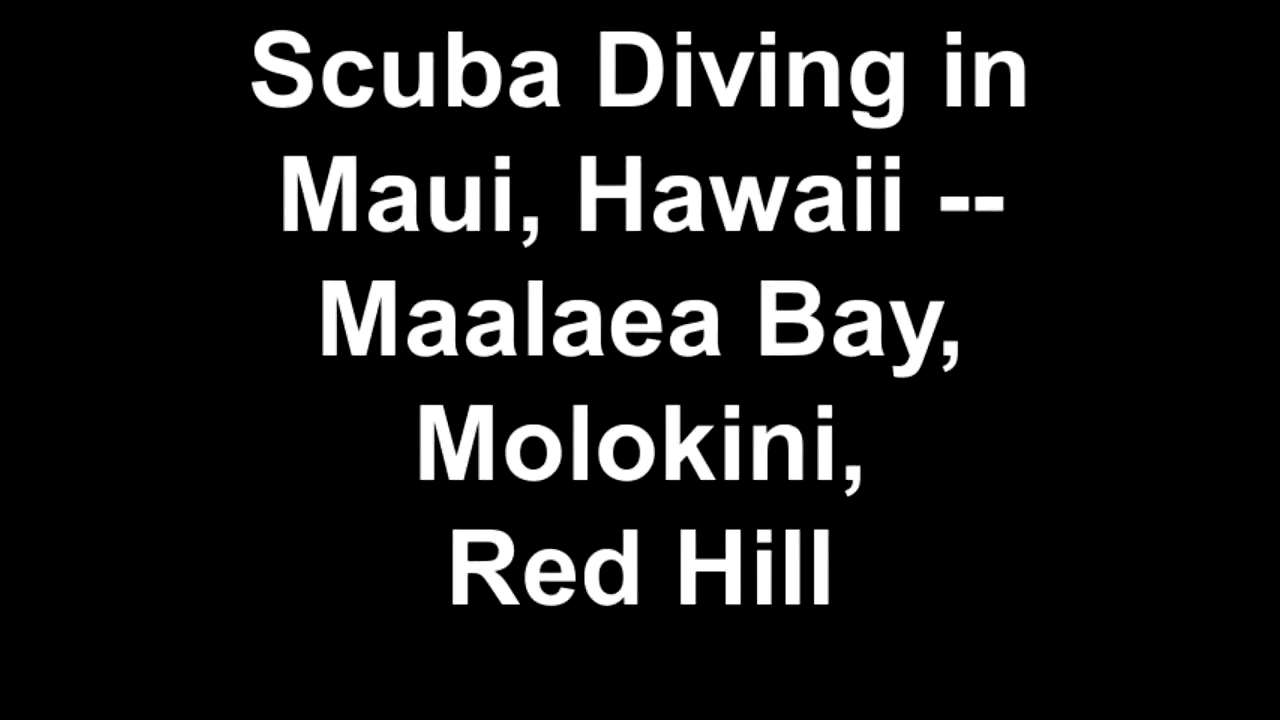 Scuba Diving in
Maui, Hawaii --
Maalaea Bay,
Molokini,
Red Hill